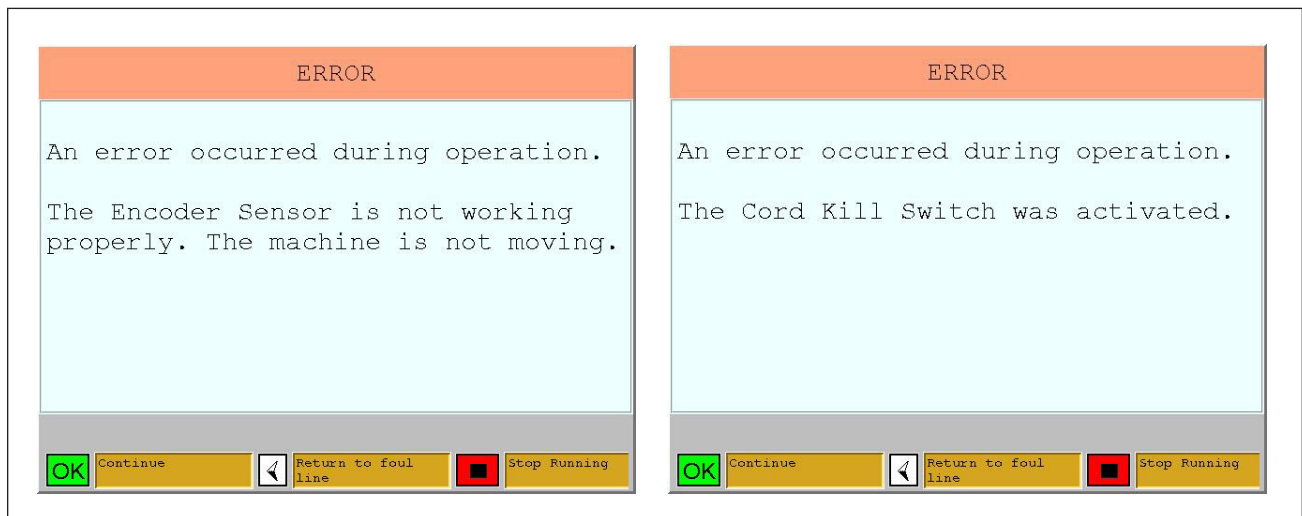 ERROR
An error occurred during operation.
The Encoder Sensor is not working
properly. The machine is not moving.
OK
Continue
Return to foul
line
Stop Running
ERROR
An error occurred during operation.
The Cord Kill Switch was activated.
OK
Continue
Return to foul
line
Stop Running